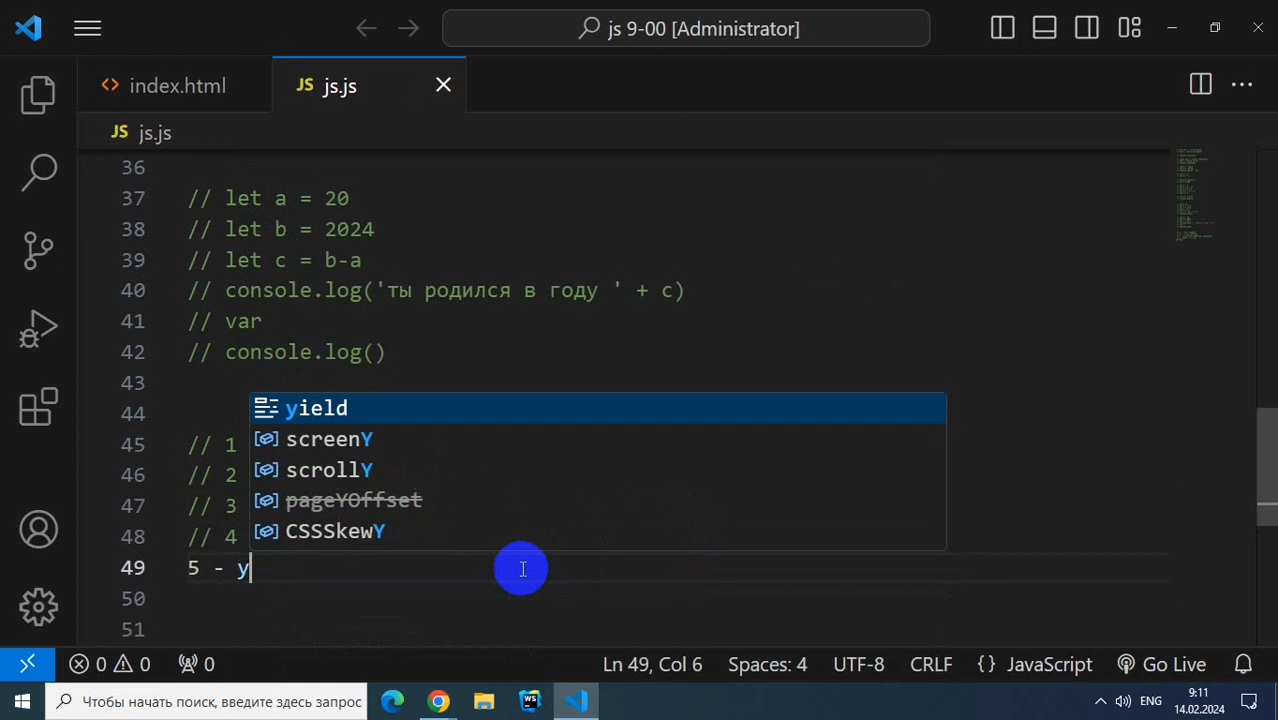 js 9-00 [Administrator]
index.html
JS js.js
JS js.js
36
37 // let a = 20
38 // let b = 2024
39 // let c = b-a
40 // console.log('ты родился в году ' + c)
41 // var
42 // console.log()
43
44
45 // 1
46 // 2
47 // 3
48 // 4
yield
screenY
scrollY
pageYOffset
CSSSkewY
49 5 - y
50
51
0 0 0 Ln 49, Col 6 Spaces: 4 UTF-8 CRLF {} JavaScript Go Live
Чтобы начать поиск, введите здесь запрос WS ENG 9:11
14.02.2024